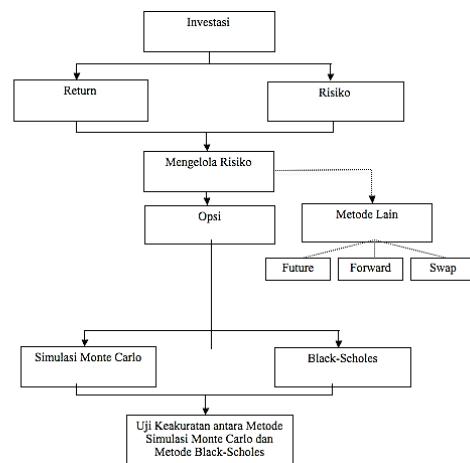 Investasi
Return
Risiko
Mengelola Risiko
Opsi
Metode Lain
Future
Forward
Swap
Simulasi Monte Carlo
Black-Scholes
Uji Keakuratan antara Metode
Simulasi Monte Carlo dan
Metode Black-Scholes